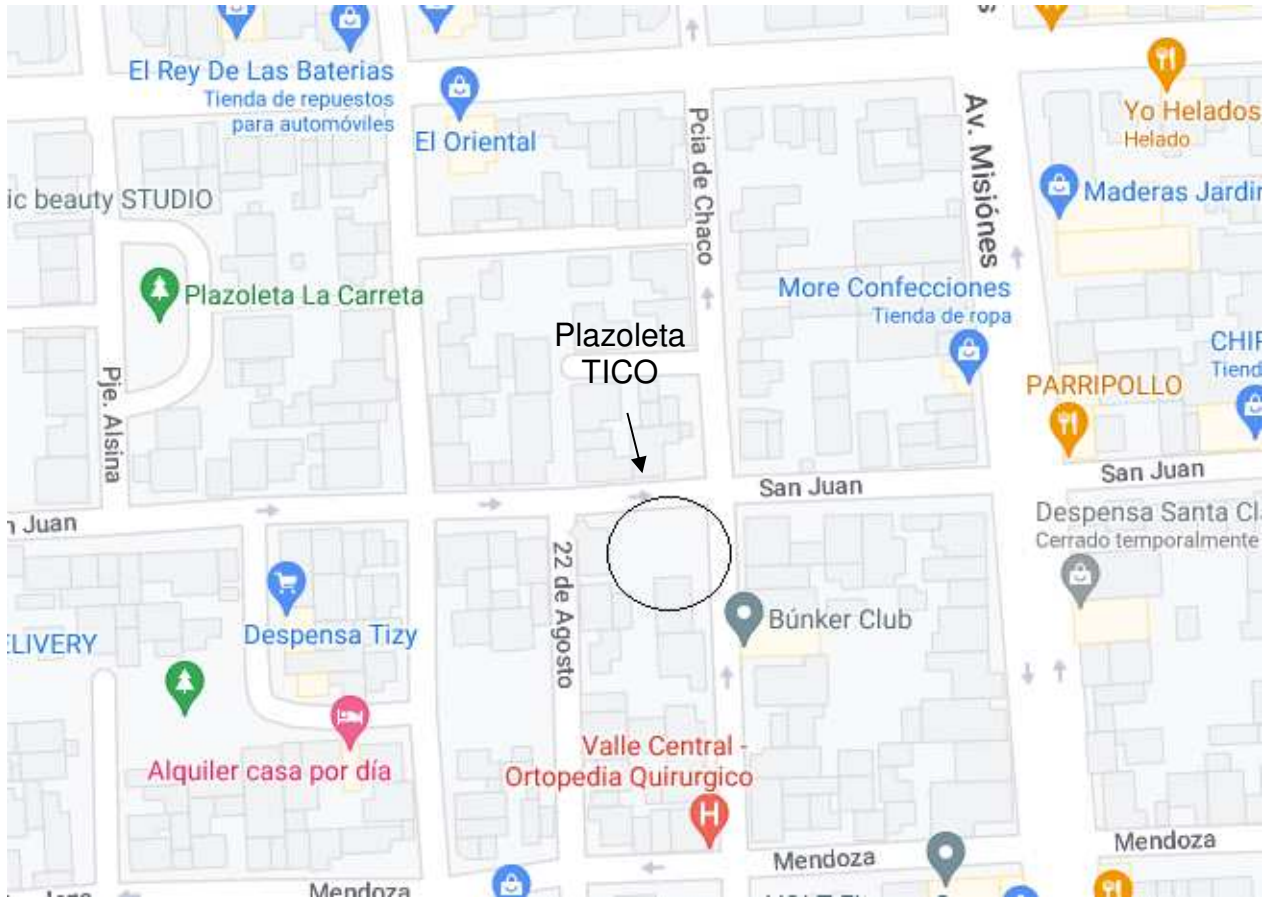 El Rey De Las Baterias
Tienda de repuestos
para automóviles
El Oriental
Pcia de Chaco
Av. Misiónes
Yo Helados
Helado
Maderas Jardin
ic beauty STUDIO
Plazoleta La Carreta
More Confecciones
Tienda de ropa
Plazoleta
TICO
CHIP
Tiend
PARRIPOLLO
Pje. Alsina
San Juan
San Juan
n Juan
Despensa Santa Cl
Cerrado temporalmente
22 de Agosto
Despensa Tizy
ELIVERY
Búnker Club
Alquiler casa por día
Valle Central -
Ortopedia Quirurgico
H
Mendoza
Mendoza
Mendoza